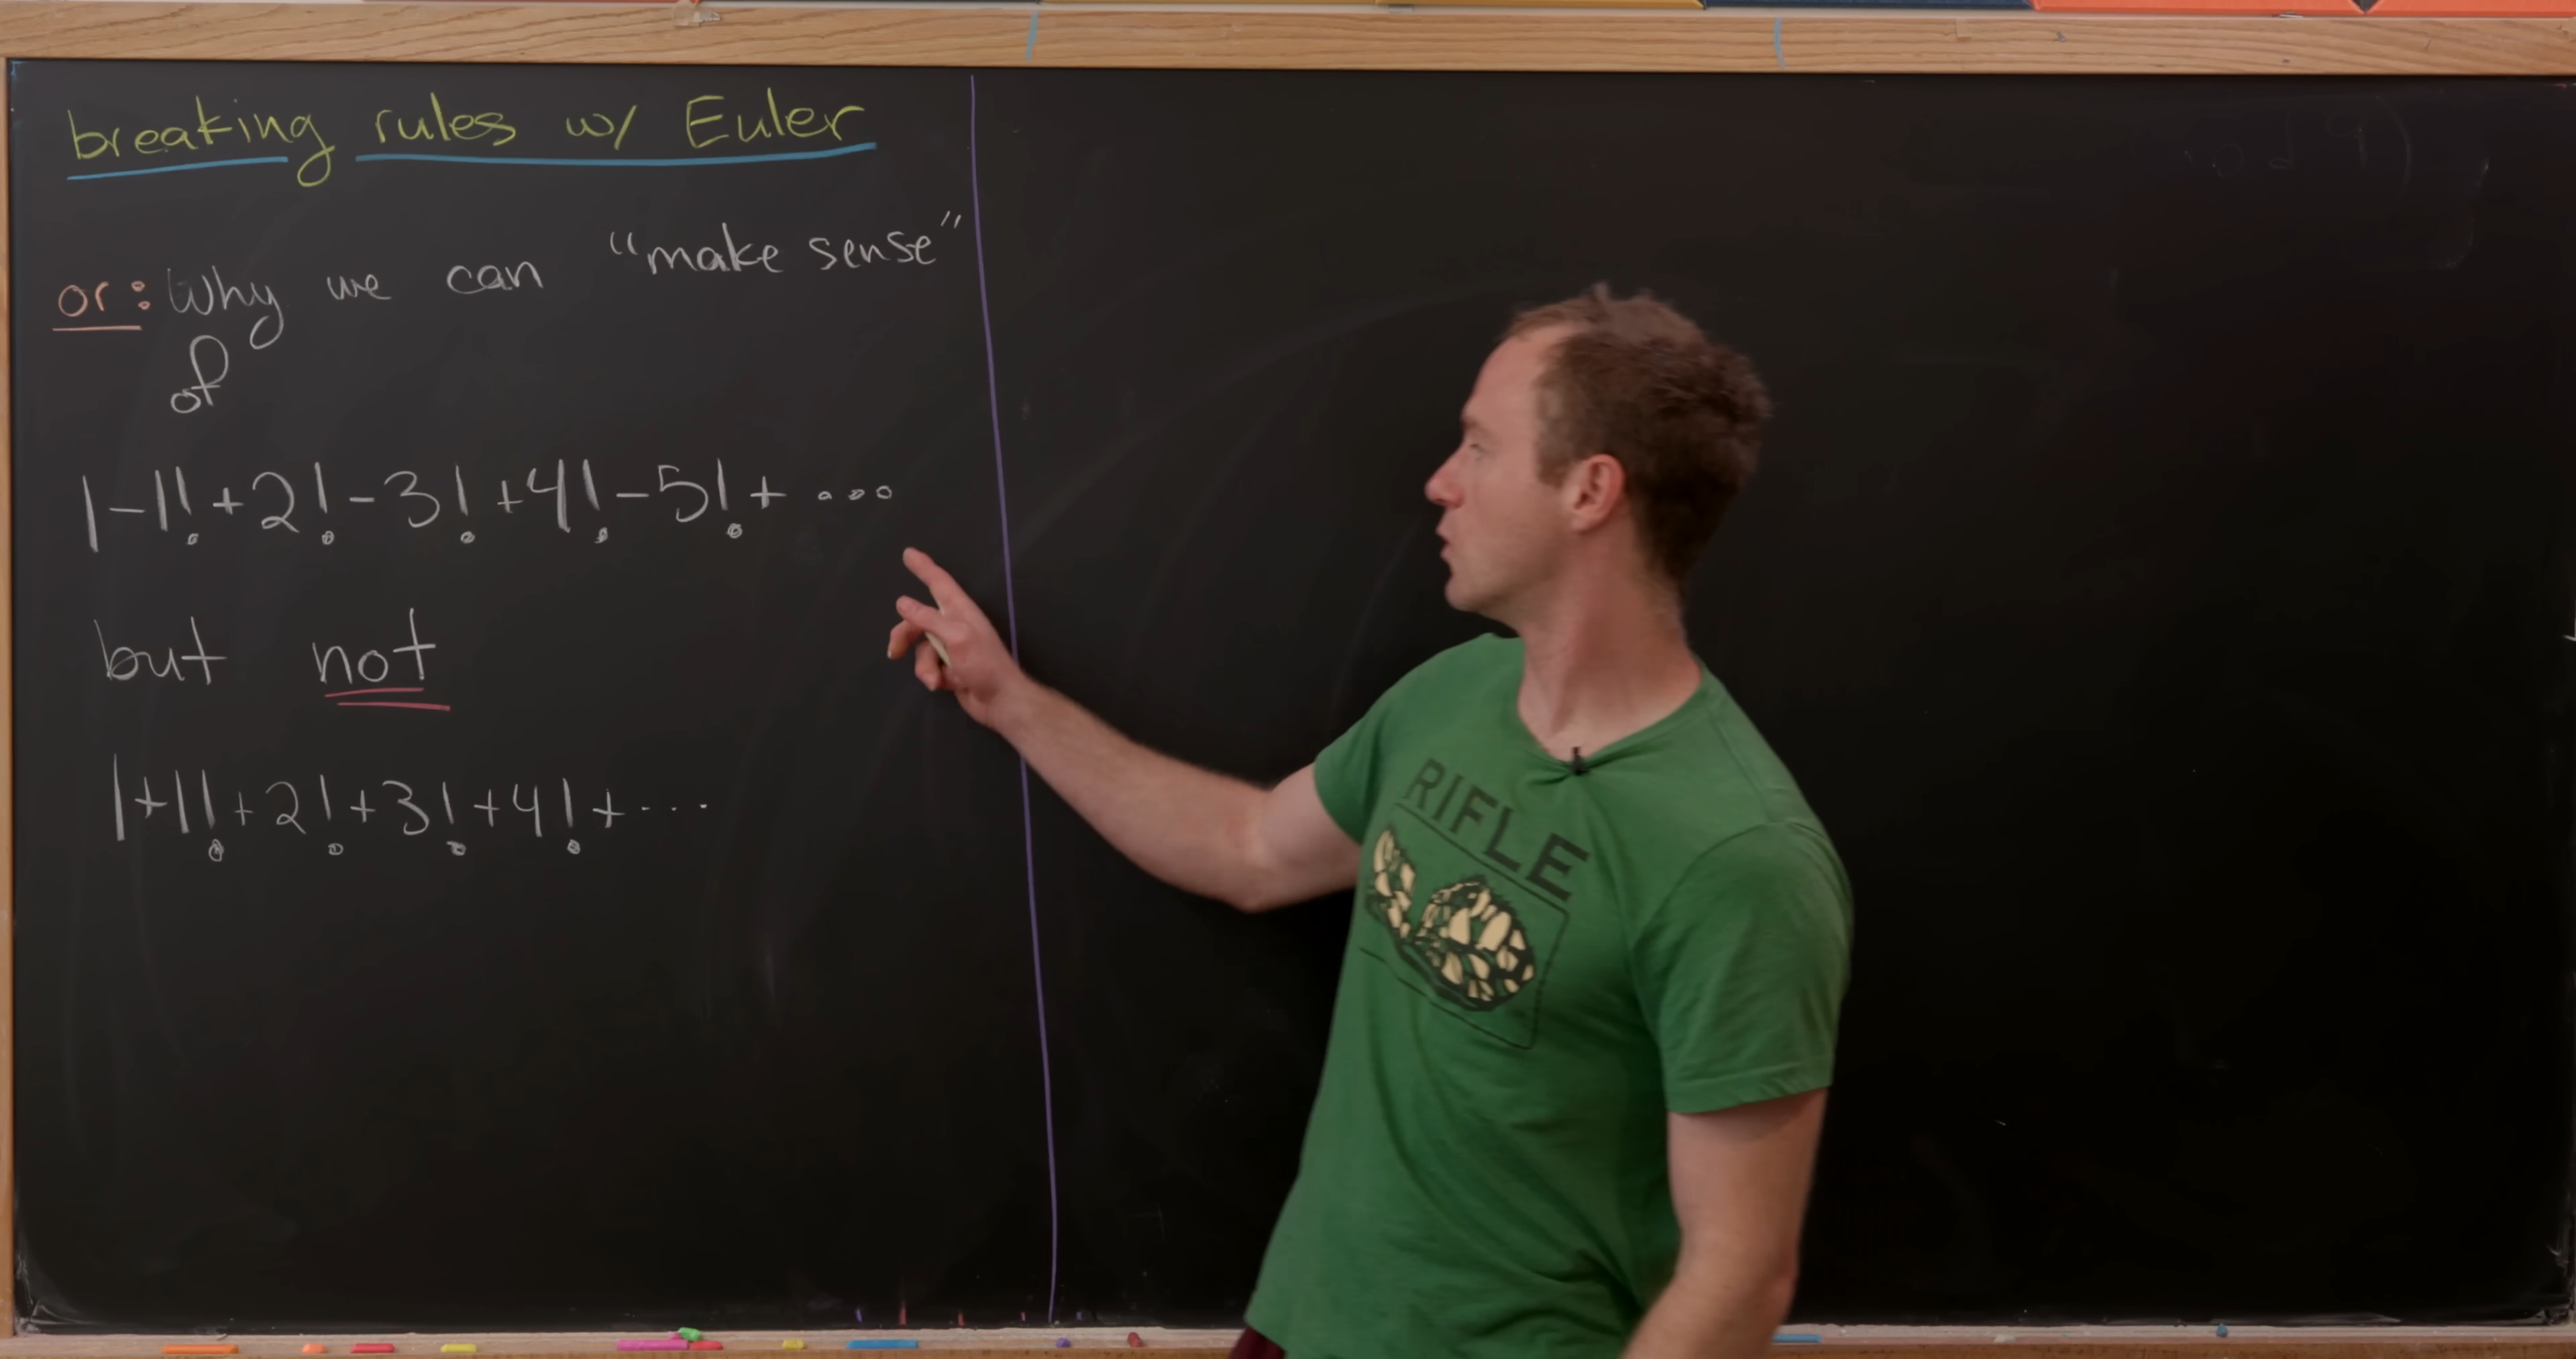 breaking rules w/ Euler
or: Why we can "make sense"
of
1-1!+2!-3!+4!-5!+ ...
but not
1+1!+2!+3!+4!+...
RIFLE